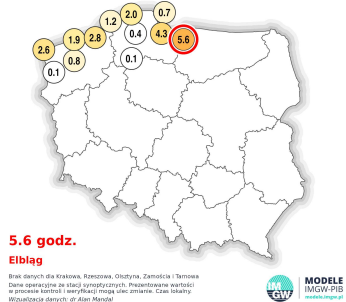 0.7
2.0
1.2
0.4
4.3
5.6
2.8
1.9
2.6
0.8
0.1
0.1
5.6 godz.
Elbląg
Brak danych dla Krakowa, Rzeszowa, Olsztyna, Zamościa i Tarnowa
Dane operacyjne ze stacji synoptycznych. Prezentowane wartości
w procesie kontroli i weryfikacji mogą ulec zmianie. Czas lokalny.
Wizualizacja danych: dr Alan Mandal
IM
GW
MODELE
IMGW-PIB
modele.imgw.pl